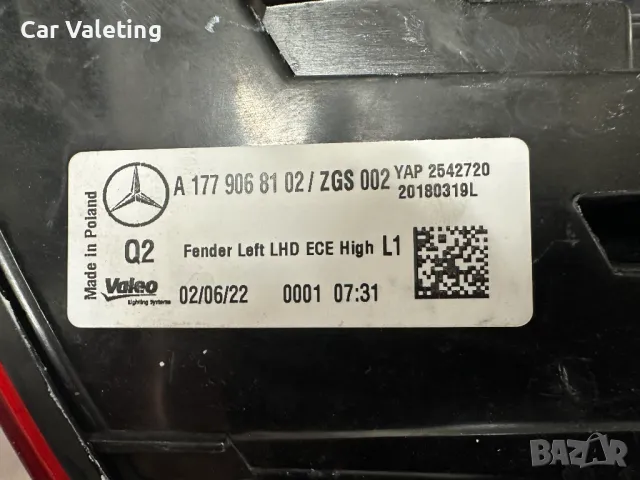 Car Valeting
Made in Poland
A 177 906 81 02 / ZGS 002 YAP 2542720
20180319L
Q2 Fender Left LHD ECE High L1
Valeo
Lighting Systems
02/06/22 0001 07:31
BAZAR